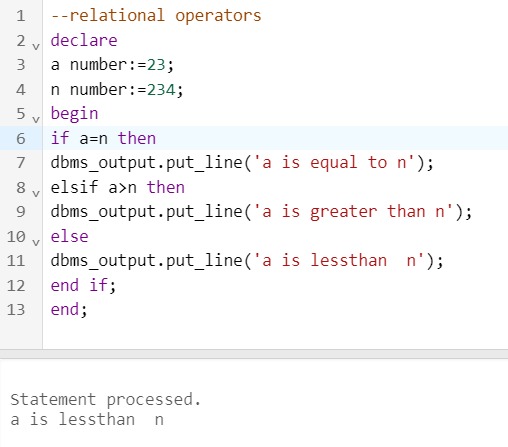 1 --relational operators
2 declare
3 a number:=23;
4 n number:=234;
5 begin
6 if a=n then
7 dbms_output.put_line('a is equal to n');
8 elsif a>n then
9 dbms_output.put_line('a is greater than n');
10 else
11 dbms_output.put_line('a is lessthan  n');
12 end if;
13 end;
Statement processed.
a is lessthan  n